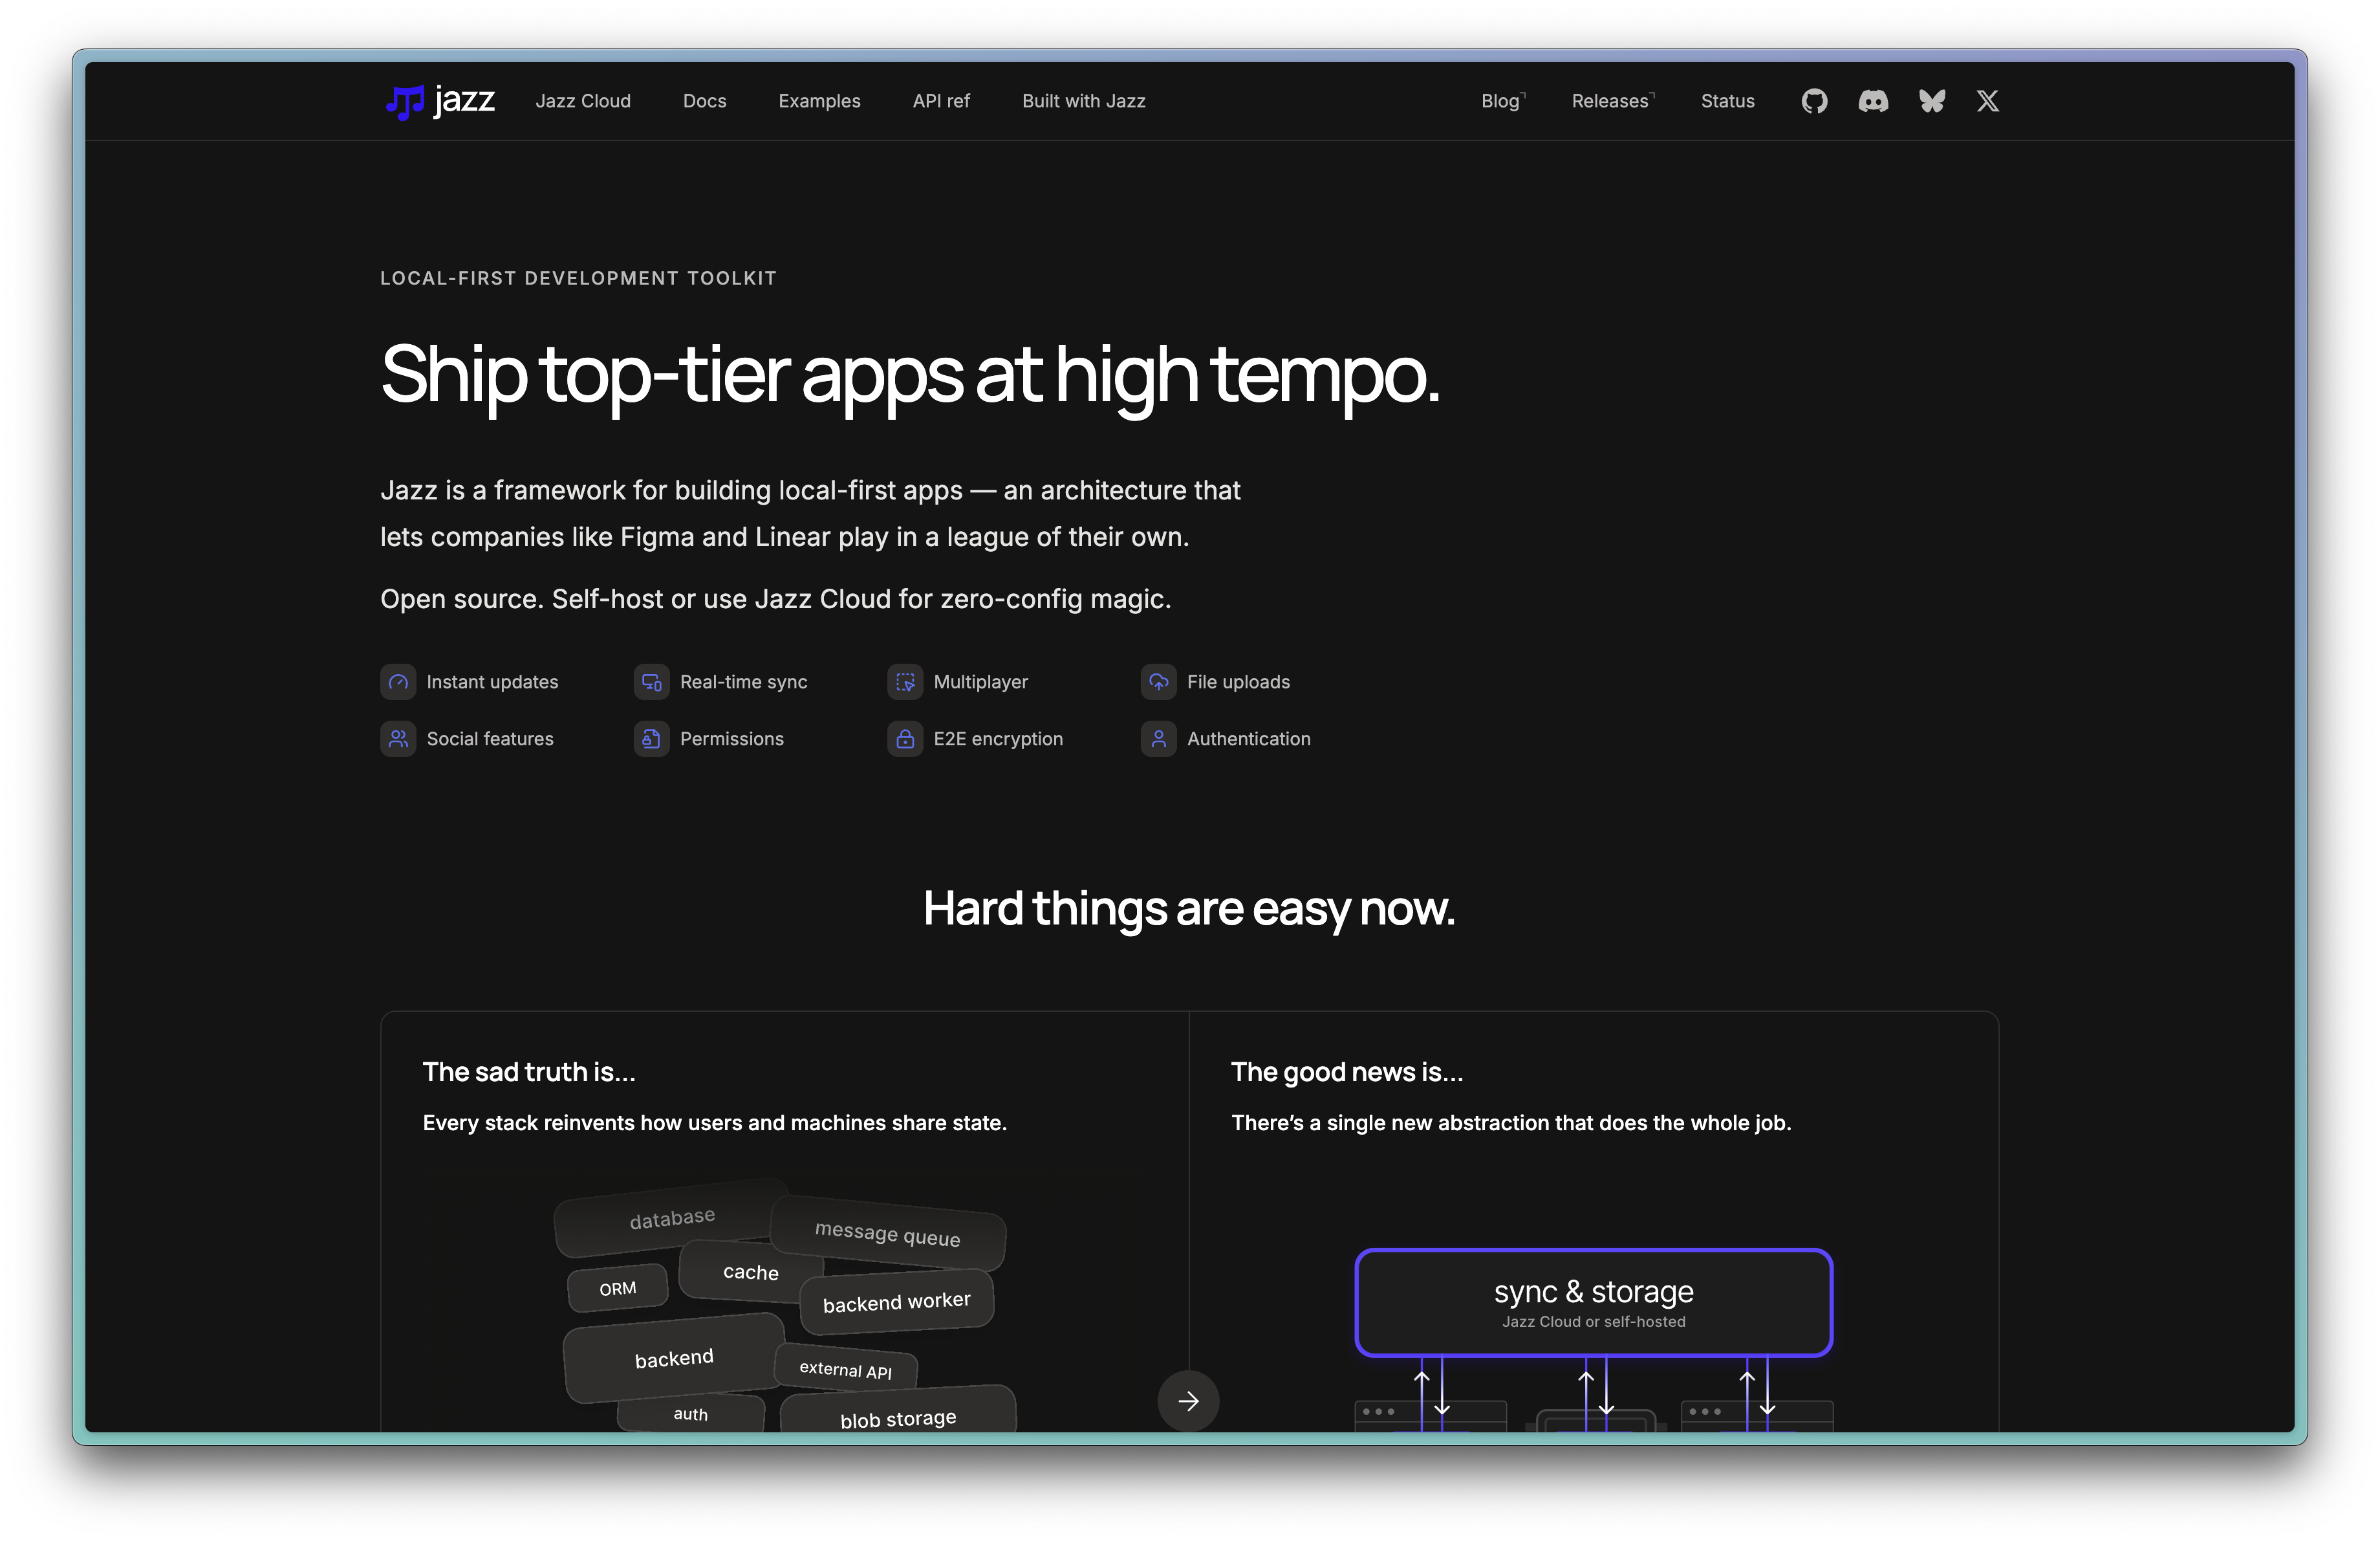 jazz
Jazz Cloud
Docs
Examples
API ref
Built with Jazz
Blog
Releases
Status
LOCAL-FIRST DEVELOPMENT TOOLKIT
Ship top-tier apps at high tempo.
Jazz is a framework for building local-first apps — an architecture that
lets companies like Figma and Linear play in a league of their own.
Open source. Self-host or use Jazz Cloud for zero-config magic.
Instant updates
Real-time sync
Multiplayer
File uploads
Social features
Permissions
E2E encryption
Authentication
Hard things are easy now.
The sad truth is...
Every stack reinvents how users and machines share state.
database
message queue
cache
ORM
backend worker
backend
external API
auth
blob storage
The good news is...
There’s a single new abstraction that does the whole job.
sync & storage
Jazz Cloud or self-hosted